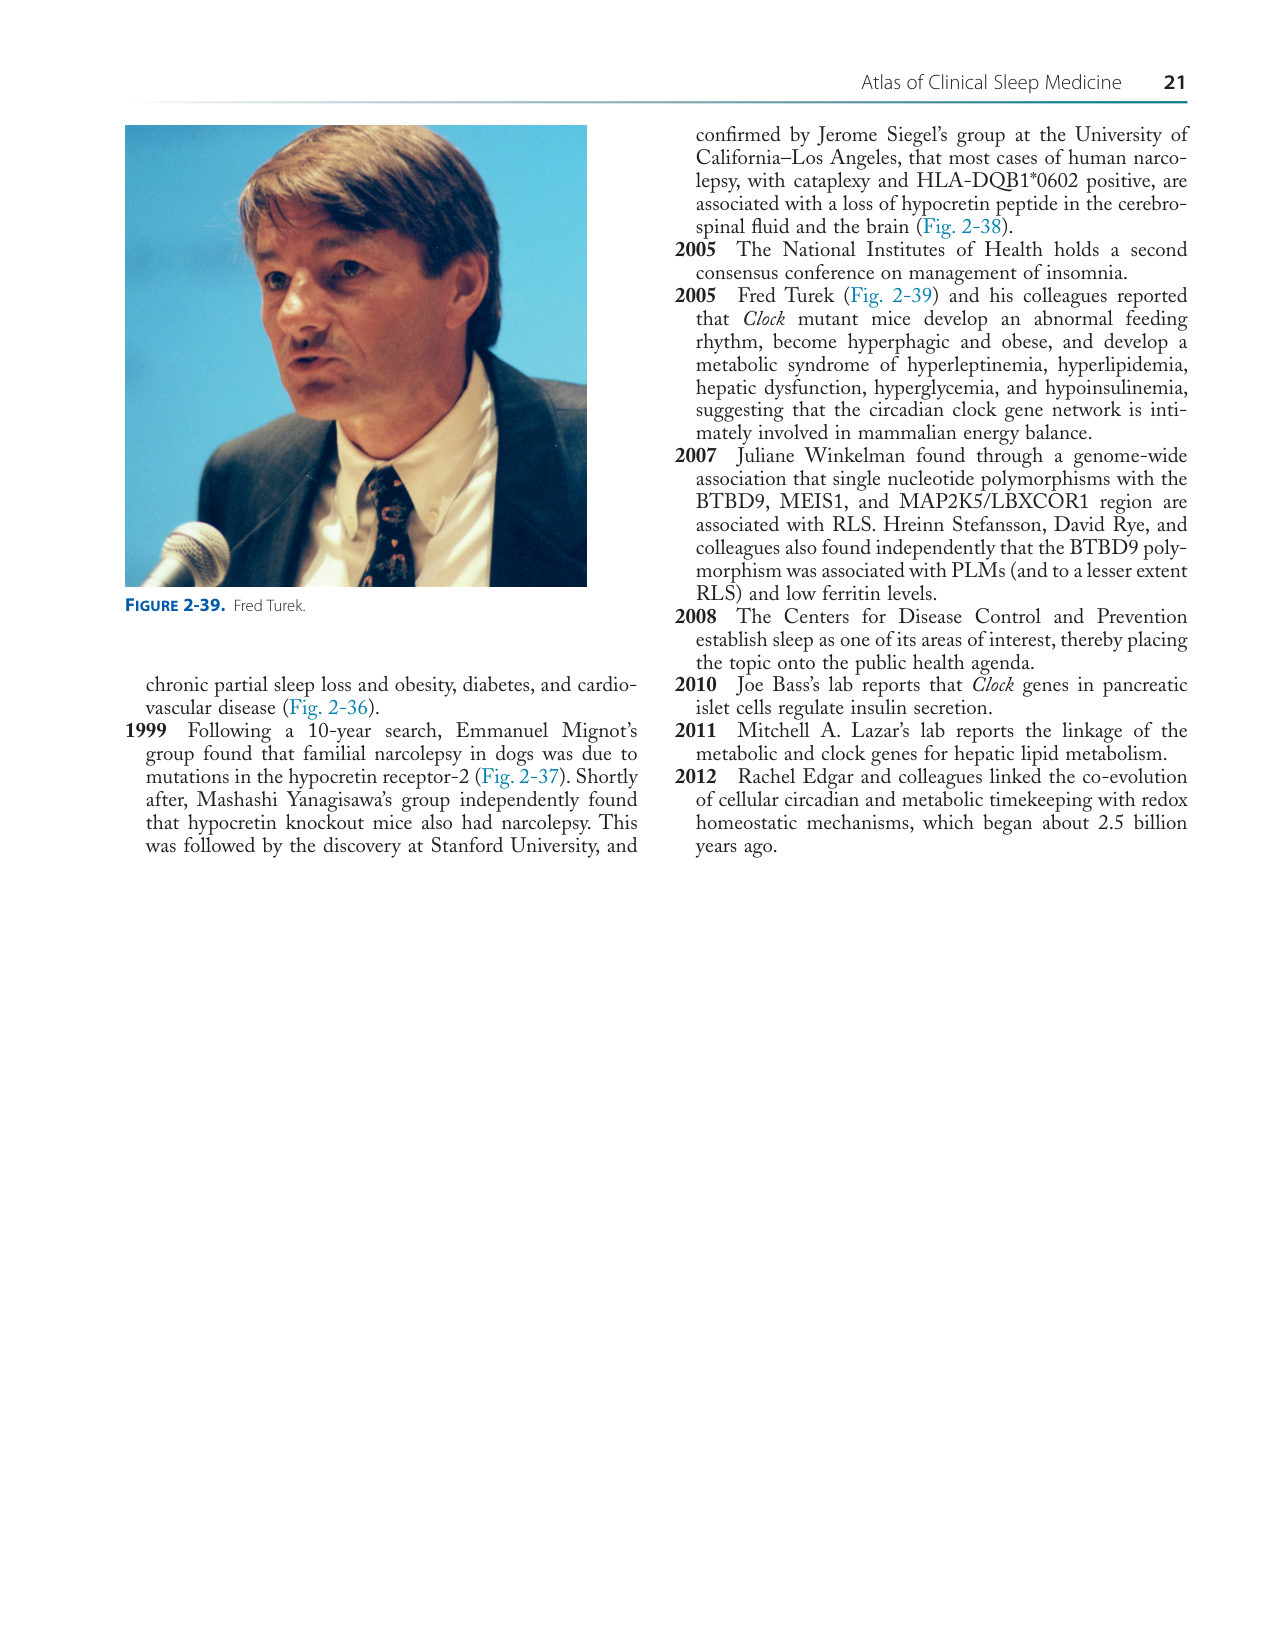 Atlas of Clinical Sleep Medicine 21
FIGURE 2-39. Fred Turek.
chronic partial sleep loss and obesity, diabetes, and cardio-
vascular disease (Fig. 2-36).
1999 Following a 10-year search, Emmanuel Mignot's
group found that familial narcolepsy in dogs was due to
mutations in the hypocretin receptor-2 (Fig. 2-37). Shortly
after, Mashashi Yanagisawa's group independently found
that hypocretin knockout mice also had narcolepsy. This
was followed by the discovery at Stanford University, and
confirmed by Jerome Siegel's group at the University of
California–Los Angeles, that most cases of human narco-
lepsy, with cataplexy and HLA-DQB1*0602 positive, are
associated with a loss of hypocretin peptide in the cerebro-
spinal fluid and the brain (Fig. 2-38).
2005 The National Institutes of Health holds a second
consensus conference on management of insomnia.
2005 Fred Turek (Fig. 2-39) and his colleagues reported
that Clock mutant mice develop an abnormal feeding
rhythm, become hyperphagic and obese, and develop a
metabolic syndrome of hyperleptinemia, hyperlipidemia,
hepatic dysfunction, hyperglycemia, and hypoinsulinemia,
suggesting that the circadian clock gene network is inti-
mately involved in mammalian energy balance.
2007 Juliane Winkelman found through a genome-wide
association that single nucleotide polymorphisms with the
BTBD9, MEIS1, and MAP2K5/LBXCOR1 region are
associated with RLS. Hreinn Stefansson, David Rye, and
colleagues also found independently that the BTBD9 poly-
morphism was associated with PLMs (and to a lesser extent
RLS) and low ferritin levels.
2008 The Centers for Disease Control and Prevention
establish sleep as one of its areas of interest, thereby placing
the topic onto the public health agenda.
2010 Joe Bass's lab reports that Clock genes in pancreatic
islet cells regulate insulin secretion.
2011 Mitchell A. Lazar's lab reports the linkage of the
metabolic and clock genes for hepatic lipid metabolism.
2012 Rachel Edgar and colleagues linked the co-evolution
of cellular circadian and metabolic timekeeping with redox
homeostatic mechanisms, which began about 2.5 billion
years ago.